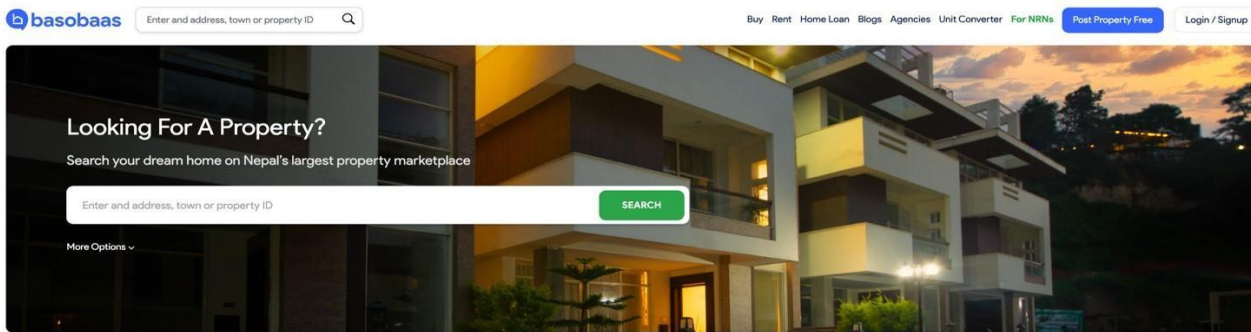 basobaas
Enter and address, town or property ID
Buy Rent Home Loan Blogs Agencies Unit Converter For NRNs Post Property Free Login / Signup
Looking For A Property?
Search your dream home on Nepal's largest property marketplace
Enter and address, town or property ID
SEARCH
More Options